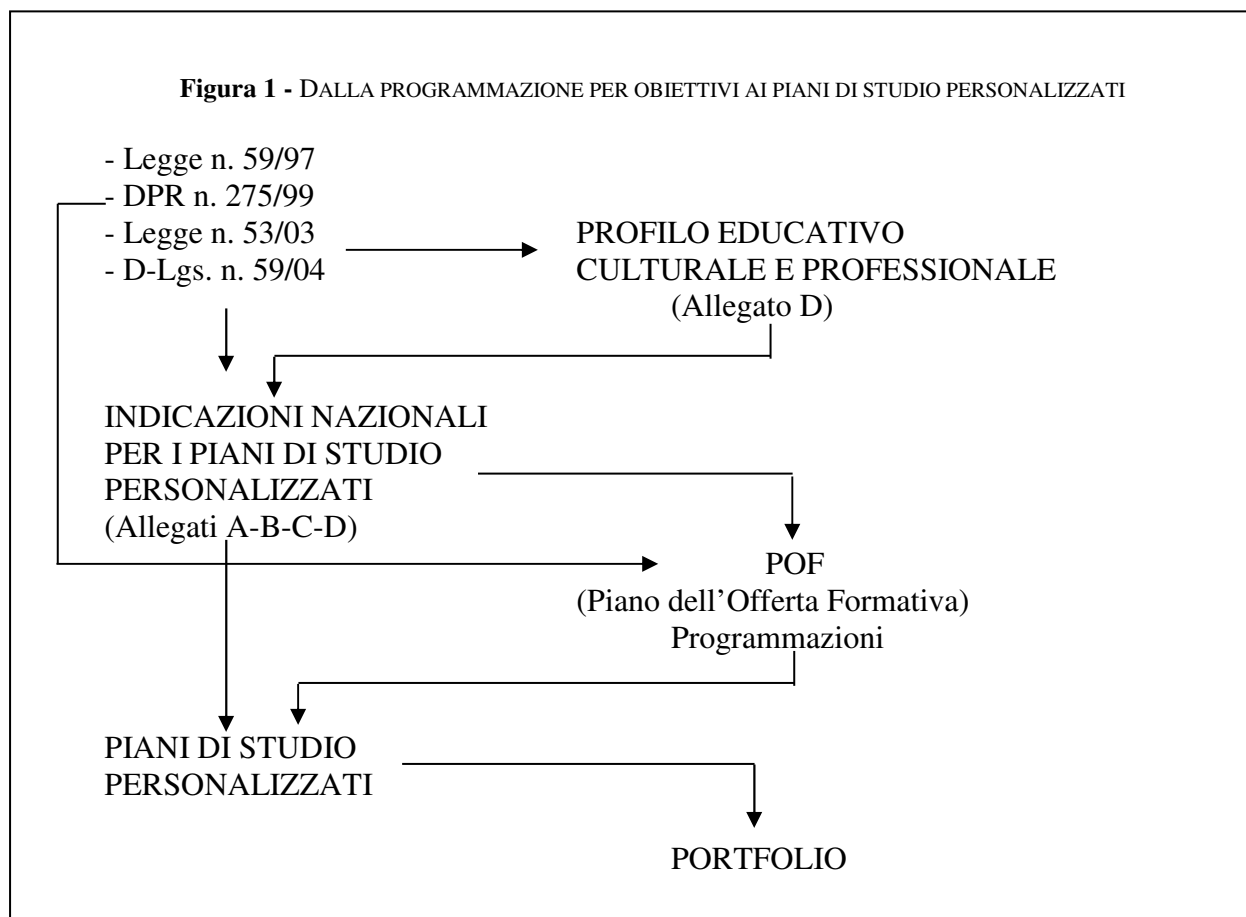 Figura 1 - DALLA PROGRAMMAZIONE PER OBIETTIVI AI PIANI DI STUDIO PERSONALIZZATI
- Legge n. 59/97
- DPR n. 275/99
- Legge n. 53/03
- D-Lgs. n. 59/04
PROFILO EDUCATIVO
CULTURALE E PROFESSIONALE
(Allegato D)
INDICAZIONI NAZIONALI
PER I PIANI DI STUDIO
PERSONALIZZATI
(Allegati A-B-C-D)
POF
(Piano dell’Offerta Formativa)
Programmazioni
PIANI DI STUDIO
PERSONALIZZATI
PORTFOLIO